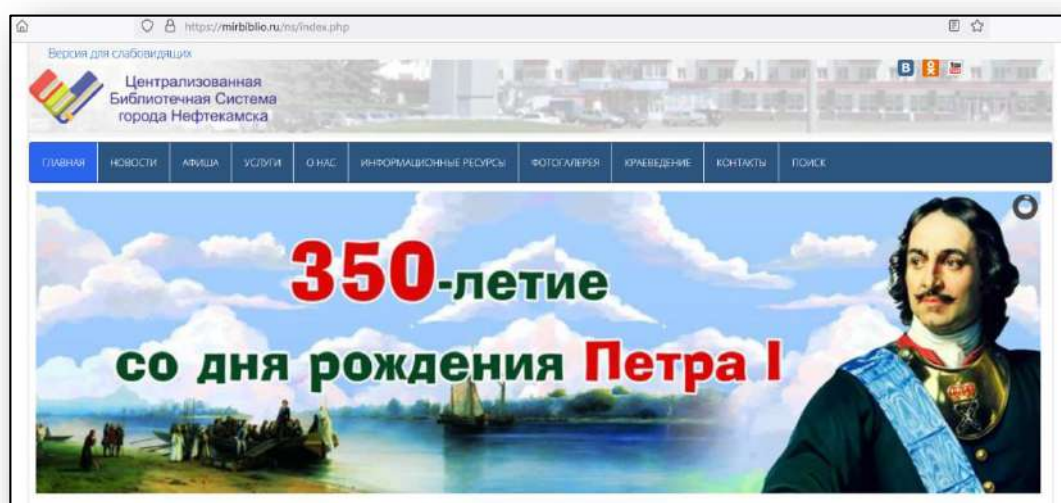 https://mirbiblio.ru/ns/index.php
Версия для слабовидящих
Централизованная
Библиотечная Система
города Нефтекамска
ГЛАВНАЯ НОВОСТИ АФИША УСЛУГИ О НАС ИНФОРМАЦИОННЫЕ РЕСУРСЫ ФОТОГАЛЕРЕЯ КРАЕВЕДЕНИЕ КОНТАКТЫ ПОИСК
350-летие
со дня рождения Петра I